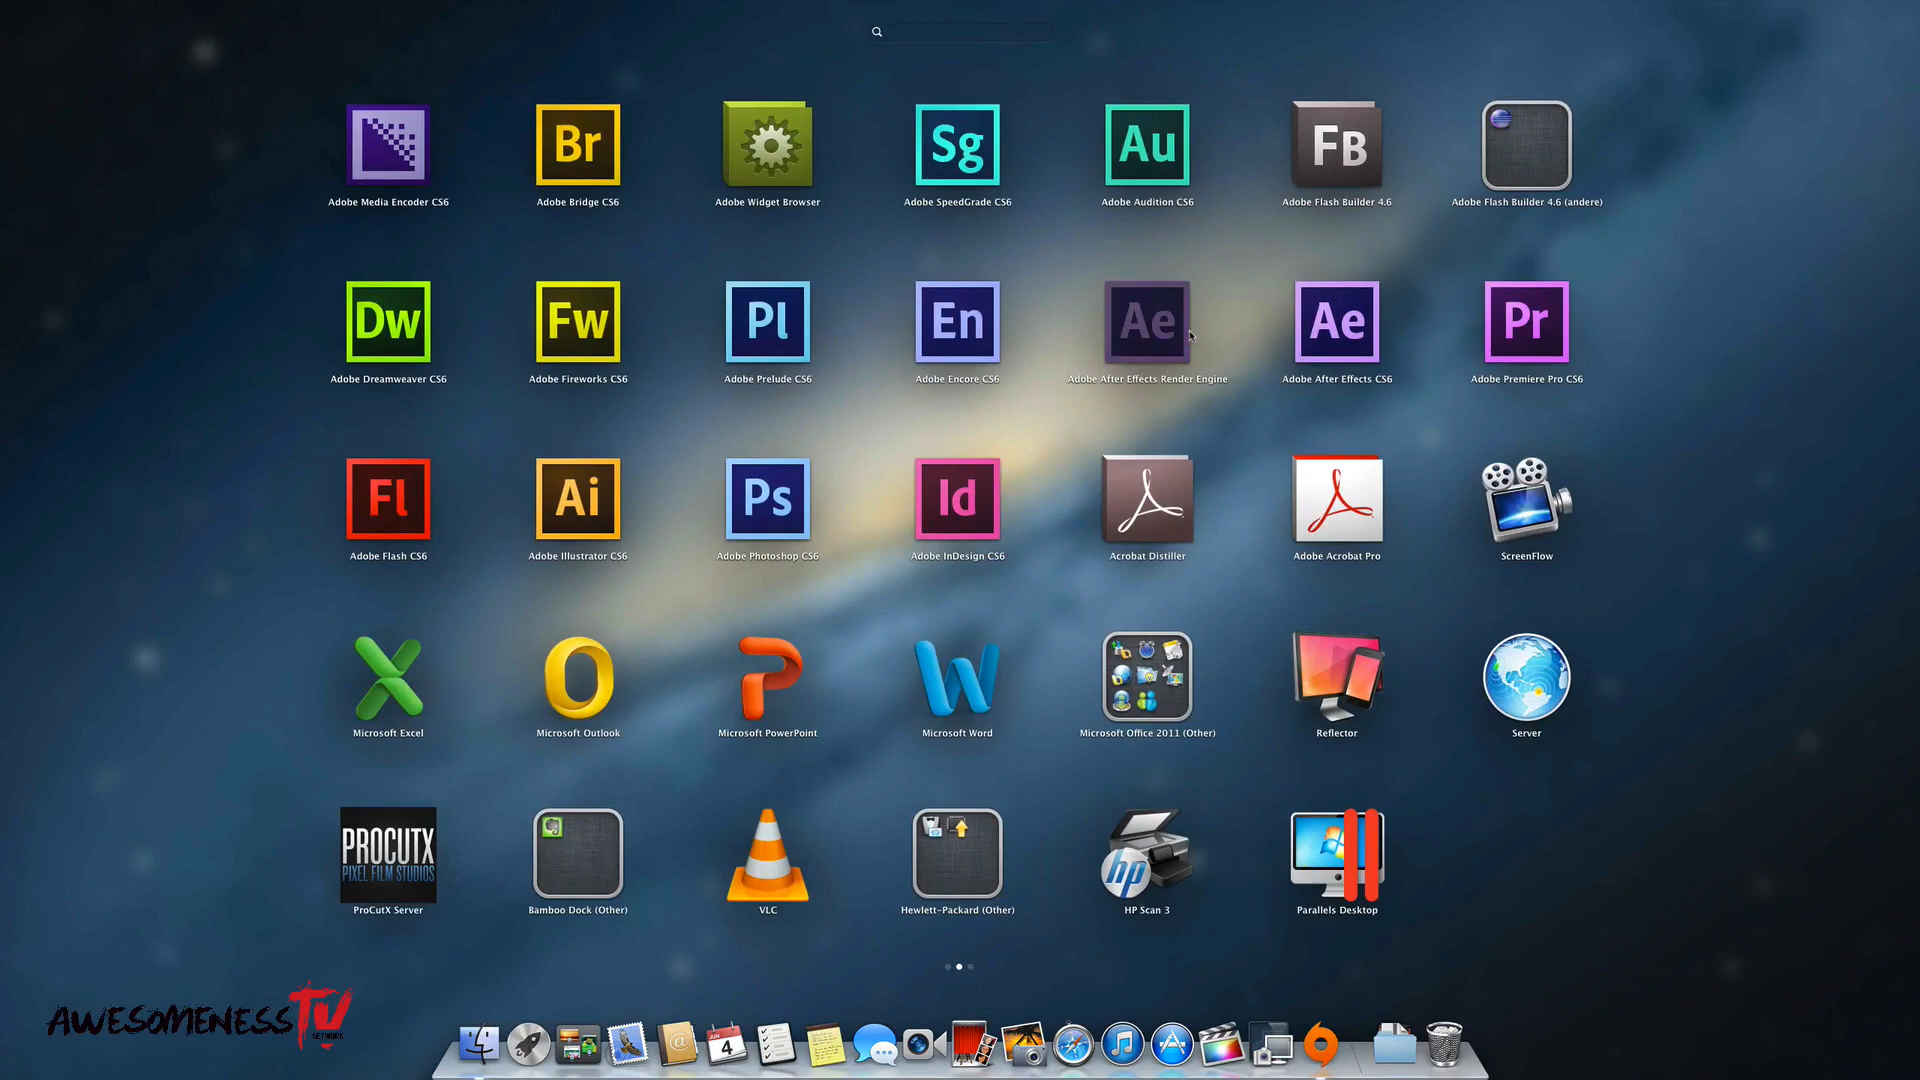 Br
Sg
Au
FB
Adobe Media Encoder CS6
Adobe Bridge CS6
Adobe Widget Browser
Adobe SpeedGrade CS6
Adobe Audition CS6
Adobe Flash Builder 4.6
Adobe Flash Builder 4.6 (andere)
Dw
Fw
Pl
En
Ae
Ae
Pr
Adobe Dreamweaver CS6
Adobe Fireworks CS6
Adobe Prelude CS6
Adobe Encore CS6
Adobe After Effects Render Engine
Adobe After Effects CS6
Adobe Premiere Pro CS6
Fl
Ai
Ps
Id
Adobe Flash CS6
Adobe Illustrator CS6
Adobe Photoshop CS6
Adobe InDesign CS6
Acrobat Distiller
Adobe Acrobat Pro
ScreenFlow
Microsoft Excel
Microsoft Outlook
Microsoft PowerPoint
Microsoft Word
Microsoft Office 2011 (Other)
Reflector
Server
PROCUTX
PIXEL FILM STUDIOS
hp
ProCutX Server
Bamboo Dock (Other)
VLC
Hewlett-Packard (Other)
HP Scan 3
Parallels Desktop
AWESOMENESS TV
NETWORK
JUN
4